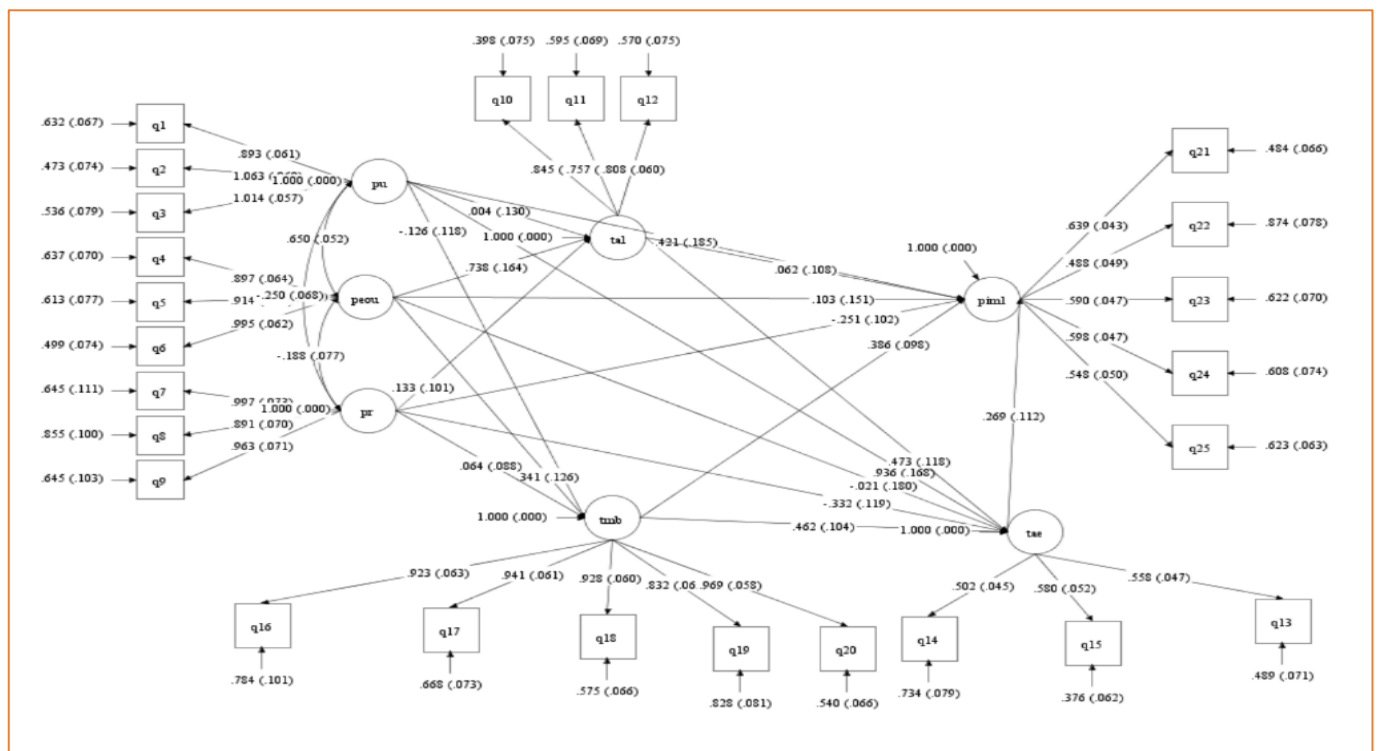 .398 (.075) .595 (.069) .570 (.075)
q10 q11 q12
.632 (.067) q1
.473 (.074) q2
.536 (.079) q3
.637 (.070) q4
.613 (.077) q5
.499 (.074) q6
.645 (.111) q7
.855 (.100) q8
.645 (.103) q9
.893 (.061)
1.063
1.000 (.000)
1.014 (.057)
pu
.650 (.052)
.897 (.064)
.914
-.250 (.068)
.995 (.062)
peou
-.188 (.077)
.997 (.073)
1.000 (.000)
.891 (.070)
.963 (.071)
pr
.845 .757 .808 (.060)
.004 (.130)
-.126 (.118)
1.000 (.000)
tal
.421 (.185)
.738 (.164)
.062 (.108)
1.000 (.000)
piml
.103 (.151)
-.251 (.102)
.386 (.098)
.133 (.101)
.639 (.043)
.488 (.049)
.590 (.047)
.598 (.047)
.548 (.050)
q21 .484 (.066)
q22 .874 (.078)
q23 .622 (.070)
q24 .608 (.074)
q25 .623 (.063)
.269 (.112)
.064 (.088)
.341 (.126)
.473 (.118)
.936 (.168)
-.021 (.180)
-.332 (.119)
1.000 (.000)
tmb
.462 (.104)
1.000 (.000)
tae
.923 (.063)
.941 (.061)
.928 (.060)
.832 (.06
.969 (.058)
.502 (.045)
.580 (.052)
.558 (.047)
q16 q17 q18 q19 q20 q14 q15 q13
.784 (.101) .668 (.073) .575 (.066) .828 (.081) .540 (.066) .734 (.079) .376 (.062) .489 (.071)